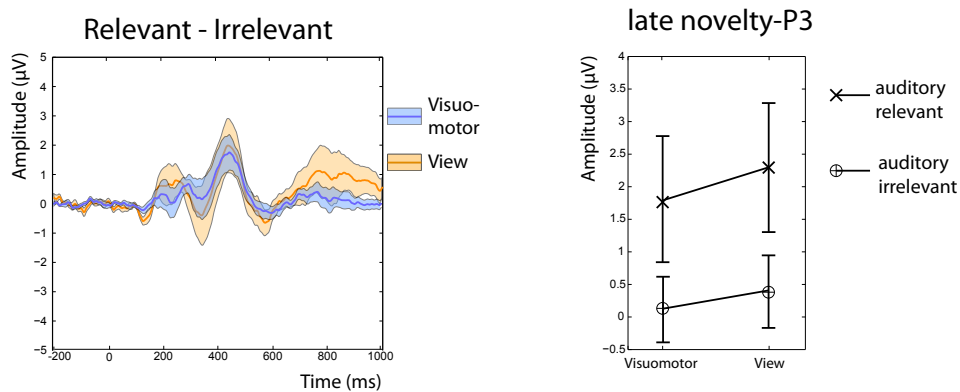 Relevant - Irrelevant
Amplitude (µV)
5
4
3
2
1
0
-1
-2
-3
-4
-5
-200
0
200
400
600
800
1000
Time (ms)
Visuo-
motor
View
late novelty-P3
Amplitude (µV)
4
3.5
3
2.5
2
1.5
1
0.5
0
-0.5
Visuomotor
View
auditory
relevant
auditory
irrelevant